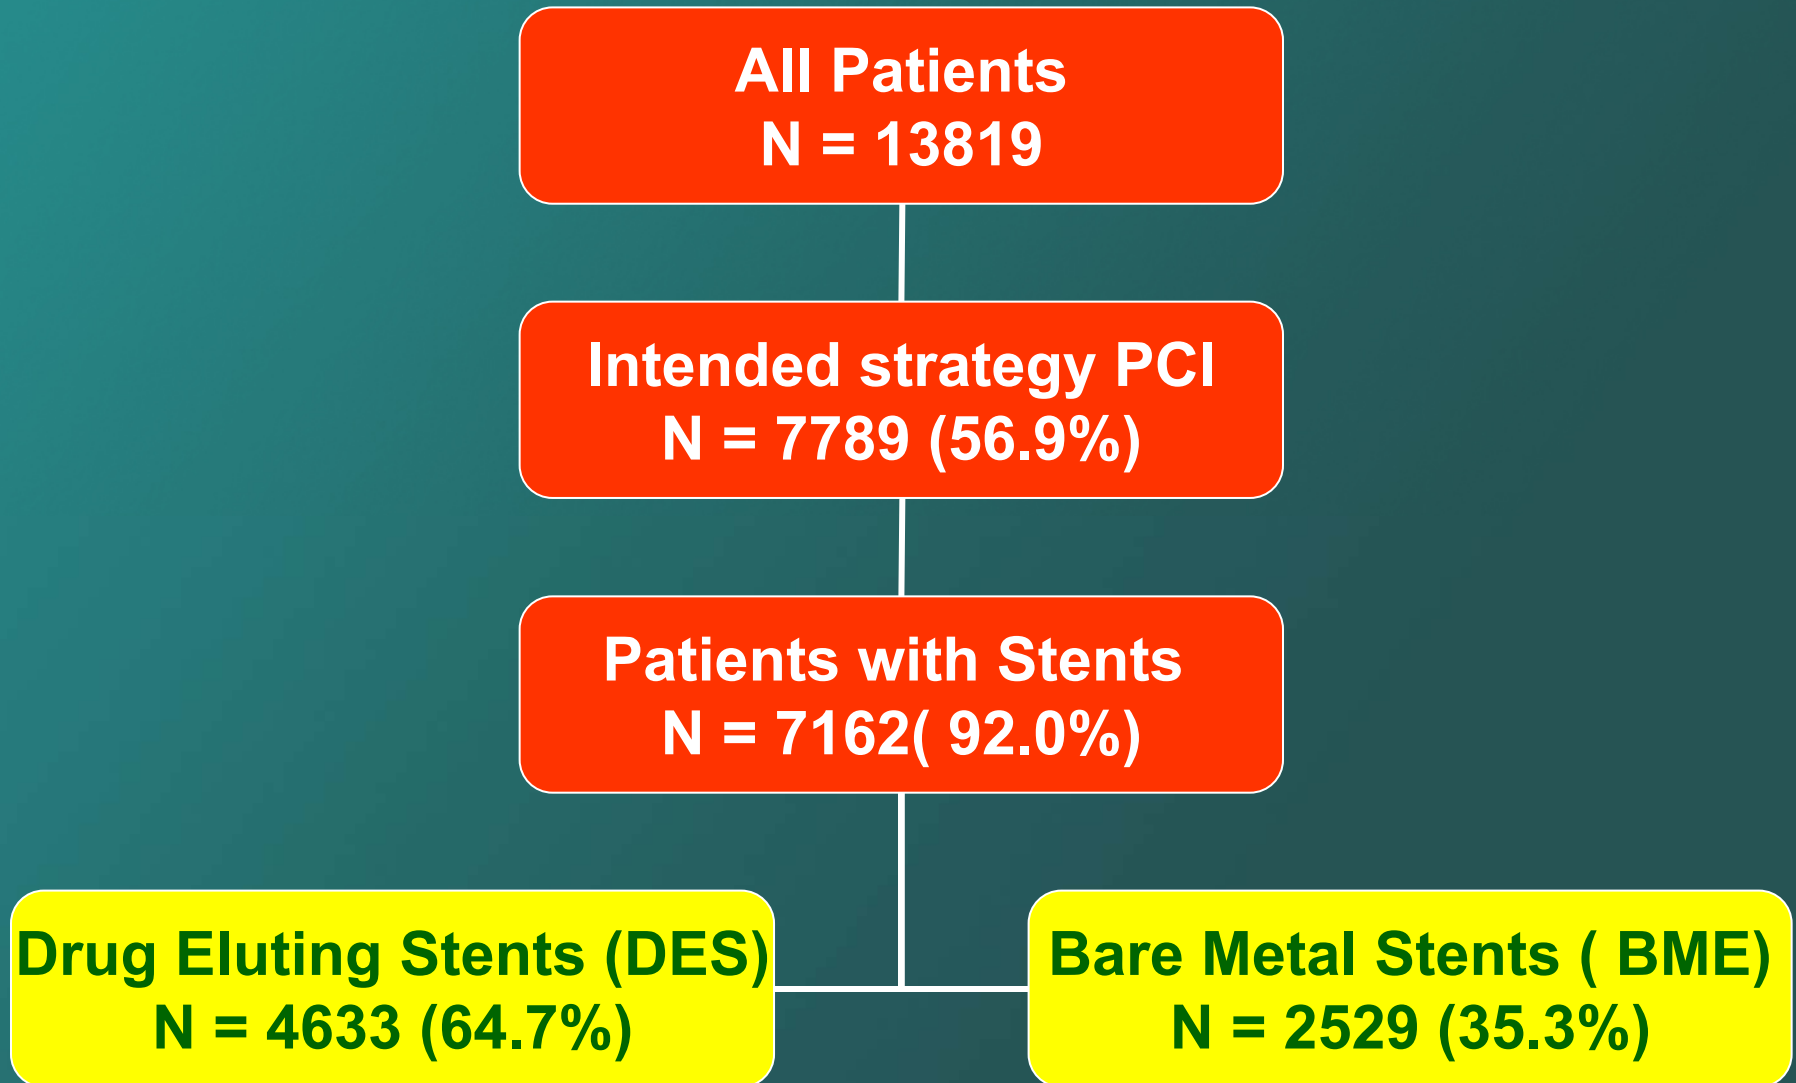 All Patients
N = 13819
Intended strategy PCI
N = 7789 (56.9%)
Patients with Stents
N = 7162( 92.0%)
Drug Eluting Stents (DES)
N = 4633 (64.7%)
Bare Metal Stents ( BME)
N = 2529 (35.3%)